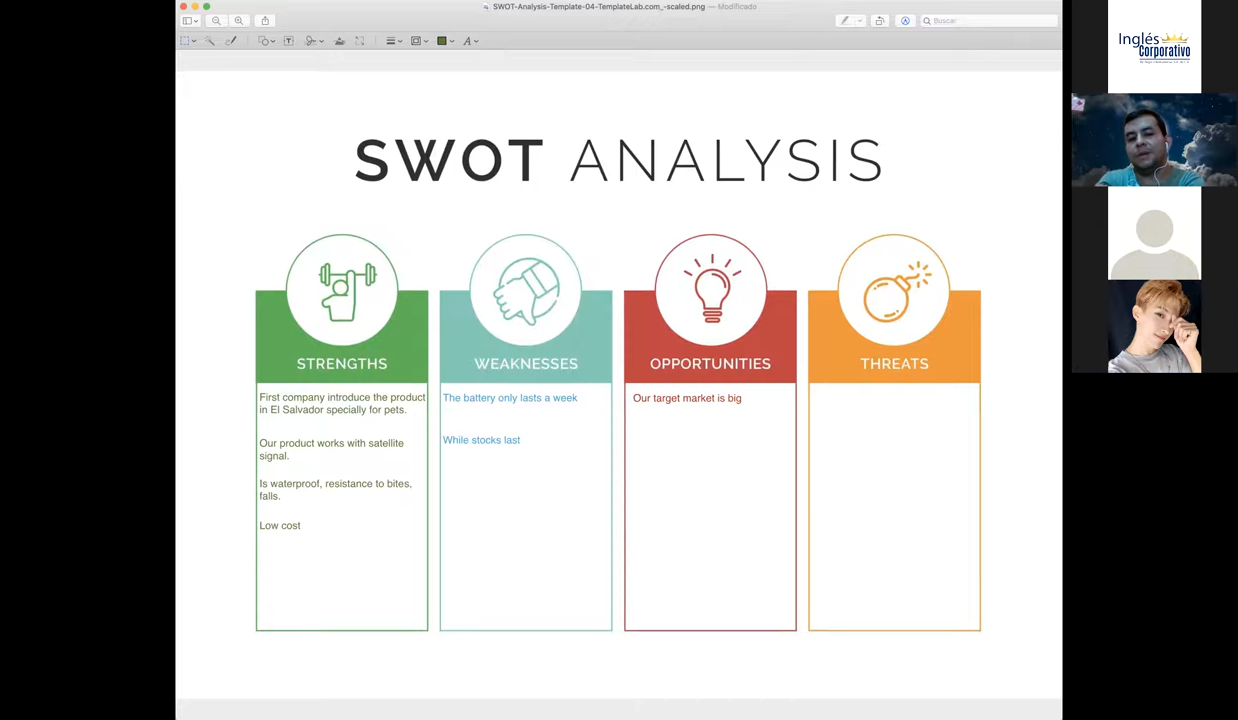 SWOT-Analysis-Template-04-TemplateLab.com_-scaled.png — Modificado
Buscar
Inglés
Corporativo
SWOT ANALYSIS
STRENGTHS
First company introduce the product
in El Salvador specially for pets.
Our product works with satellite
signal.
Is waterproof, resistance to bites,
falls.
Low cost
WEAKNESSES
The battery only lasts a week
While stocks last
OPPORTUNITIES
Our target market is big
THREATS